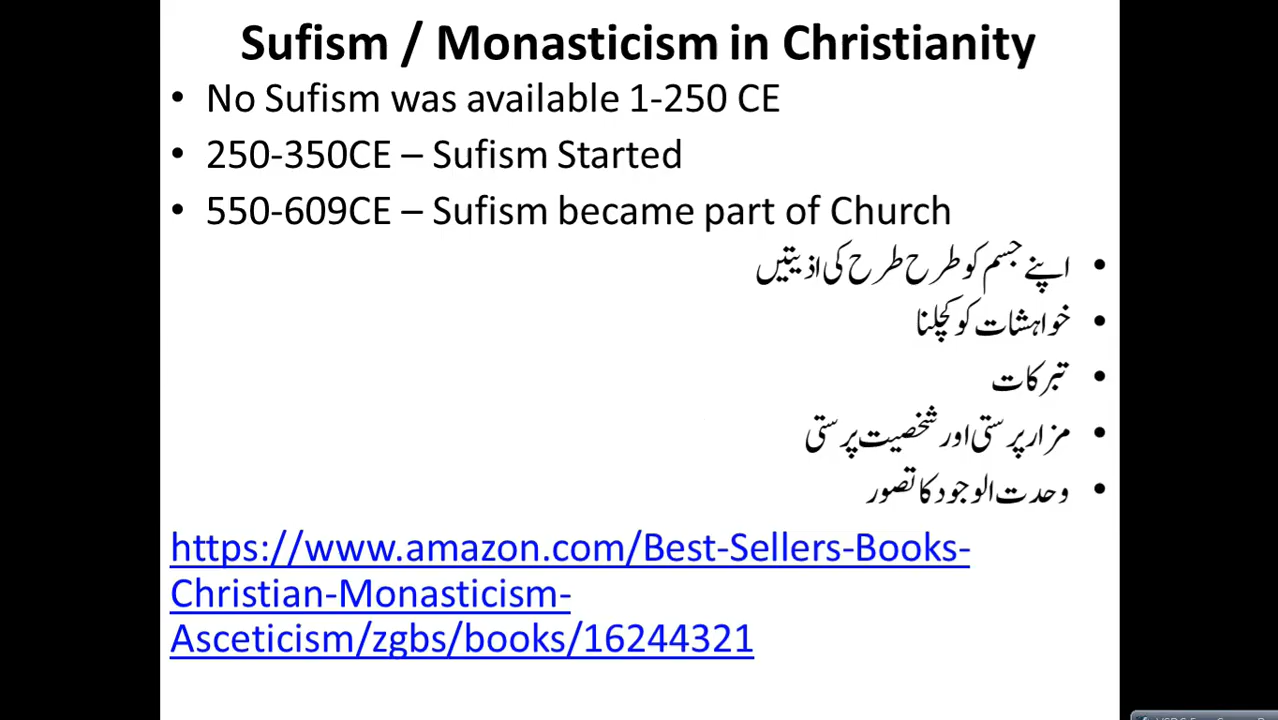 Sufism / Monasticism in Christianity
• No Sufism was available 1-250 CE
• 250-350CE – Sufism Started
• 550-609CE – Sufism became part of Church
• اپنے جسم کو طرح طرح کی اذیتیں
• خواہشات کو کچلنا
• تبرکات
• مزار پرستی اور شخصیت پرستی
• وحدت الوجود کا تصور
https://www.amazon.com/Best-Sellers-Books-
Christian-Monasticism-
Asceticism/zgbs/books/16244321